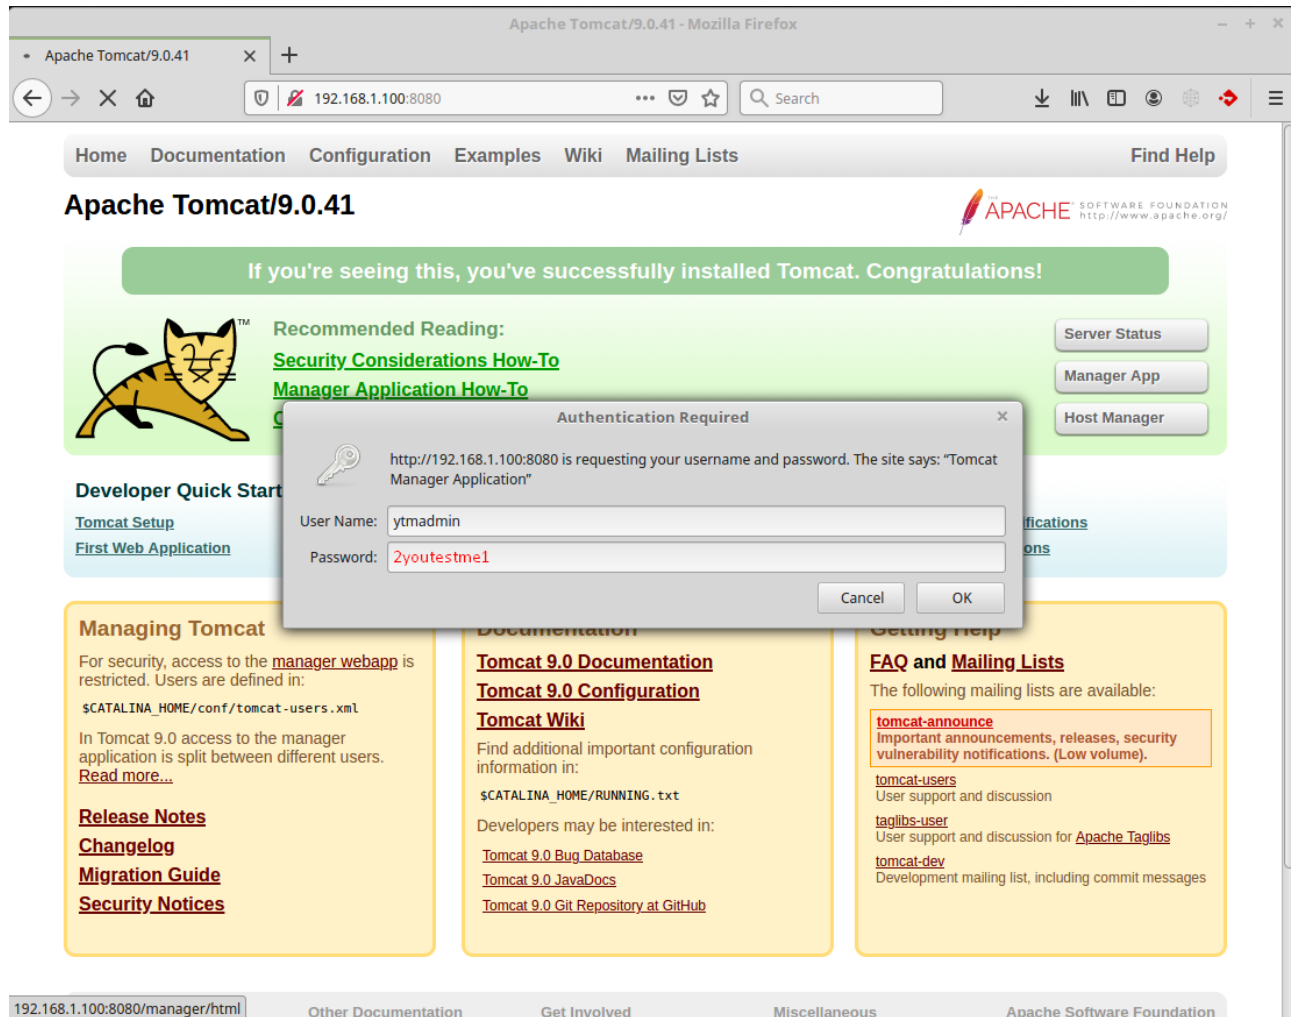 Apache Tomcat/9.0.41 - Mozilla Firefox
Apache Tomcat/9.0.41
192.168.1.100:8080
Search
Home Documentation Configuration Examples Wiki Mailing Lists Find Help
Apache Tomcat/9.0.41
THE APACHE SOFTWARE FOUNDATION
http://www.apache.org/
If you're seeing this, you've successfully installed Tomcat. Congratulations!
TM
Recommended Reading:
Security Considerations How-To
Manager Application How-To
Server Status
Manager App
Host Manager
Authentication Required
http://192.168.1.100:8080 is requesting your username and password. The site says: “Tomcat
Manager Application”
User Name: ytmadmin
Password: 2youtestme1
Cancel OK
Developer Quick Start
Tomcat Setup
First Web Application
Managing Tomcat
For security, access to the manager webapp is
restricted. Users are defined in:
$CATALINA_HOME/conf/tomcat-users.xml
In Tomcat 9.0 access to the manager
application is split between different users.
Read more...
Release Notes
Changelog
Migration Guide
Security Notices
Documentation
Tomcat 9.0 Documentation
Tomcat 9.0 Configuration
Tomcat Wiki
Find additional important configuration
information in:
$CATALINA_HOME/RUNNING.txt
Developers may be interested in:
Tomcat 9.0 Bug Database
Tomcat 9.0 JavaDocs
Tomcat 9.0 Git Repository at GitHub
Getting Help
FAQ and Mailing Lists
The following mailing lists are available:
tomcat-announce
Important announcements, releases, security
vulnerability notifications. (Low volume).
tomcat-users
User support and discussion
taglibs-user
User support and discussion for Apache Taglibs
tomcat-dev
Development mailing list, including commit messages
192.168.1.100:8080/manager/html
Other Documentation Get Involved Miscellaneous Apache Software Foundation